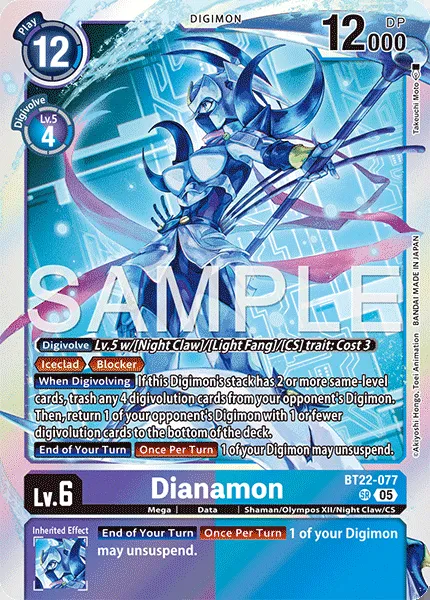 DIGIMON
Play
12
12000
DP
Digivolve
Lv.5
4
Takeuchi Moto
SAMPLE
©Akiyoshi Hongo, Toei Animation BANDAI MADE IN JAPAN
Digivolve Lv.5 w/[Night Claw]/[Light Fang]/[CS] trait: Cost 3
Iceclad Blocker
When Digivolving If this Digimon's stack has 2 or more same-level
cards, trash any 4 digivolution cards from your opponent's Digimon.
Then, return 1 of your opponent's Digimon with 1 or fewer
digivolution cards to the bottom of the deck.
End of Your Turn Once Per Turn 1 of your Digimon may unsuspend.
BT22-077
Lv.6
Dianamon
SR 05
Mega Data Shaman/Olympos XII/Night Claw/CS
Inherited Effect
End of Your Turn Once Per Turn 1 of your Digimon
may unsuspend.